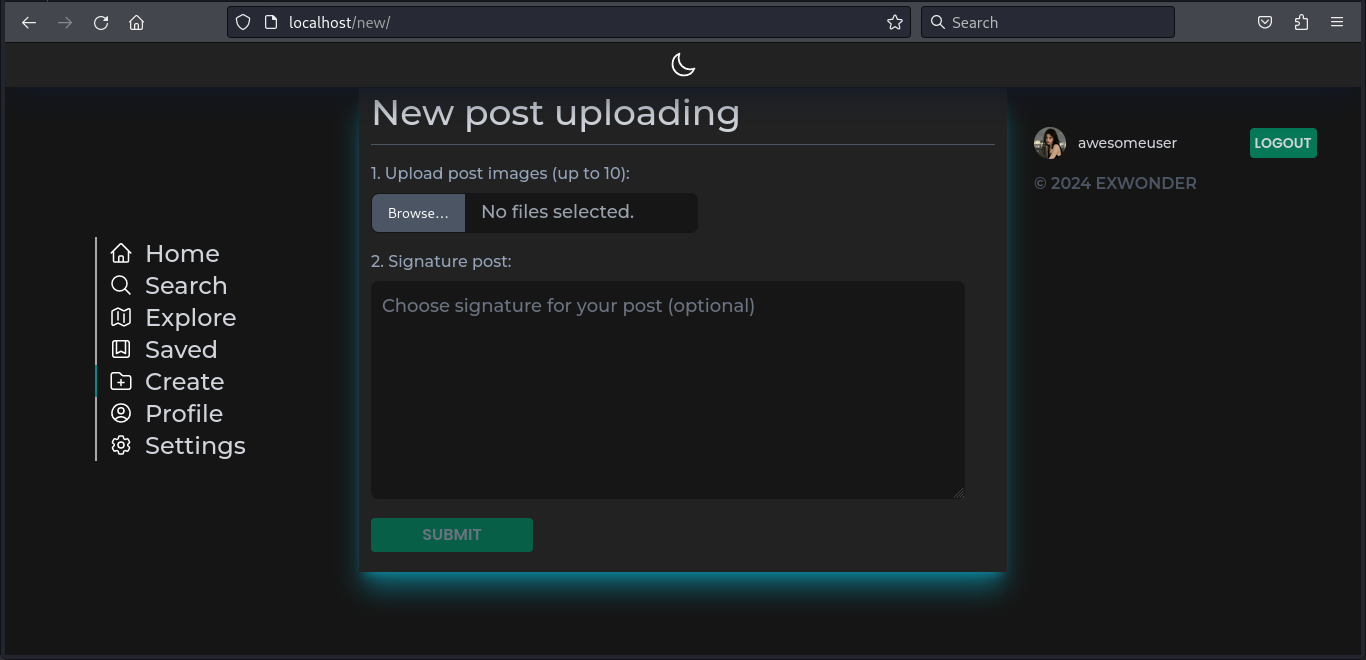 localhost/new/
Search
New post uploading
1. Upload post images (up to 10):
Browse... No files selected.
2. Signature post:
Choose signature for your post (optional)
SUBMIT
Home
Search
Explore
Saved
Create
Profile
Settings
awesomeuser
LOGOUT
© 2024 EXWONDER